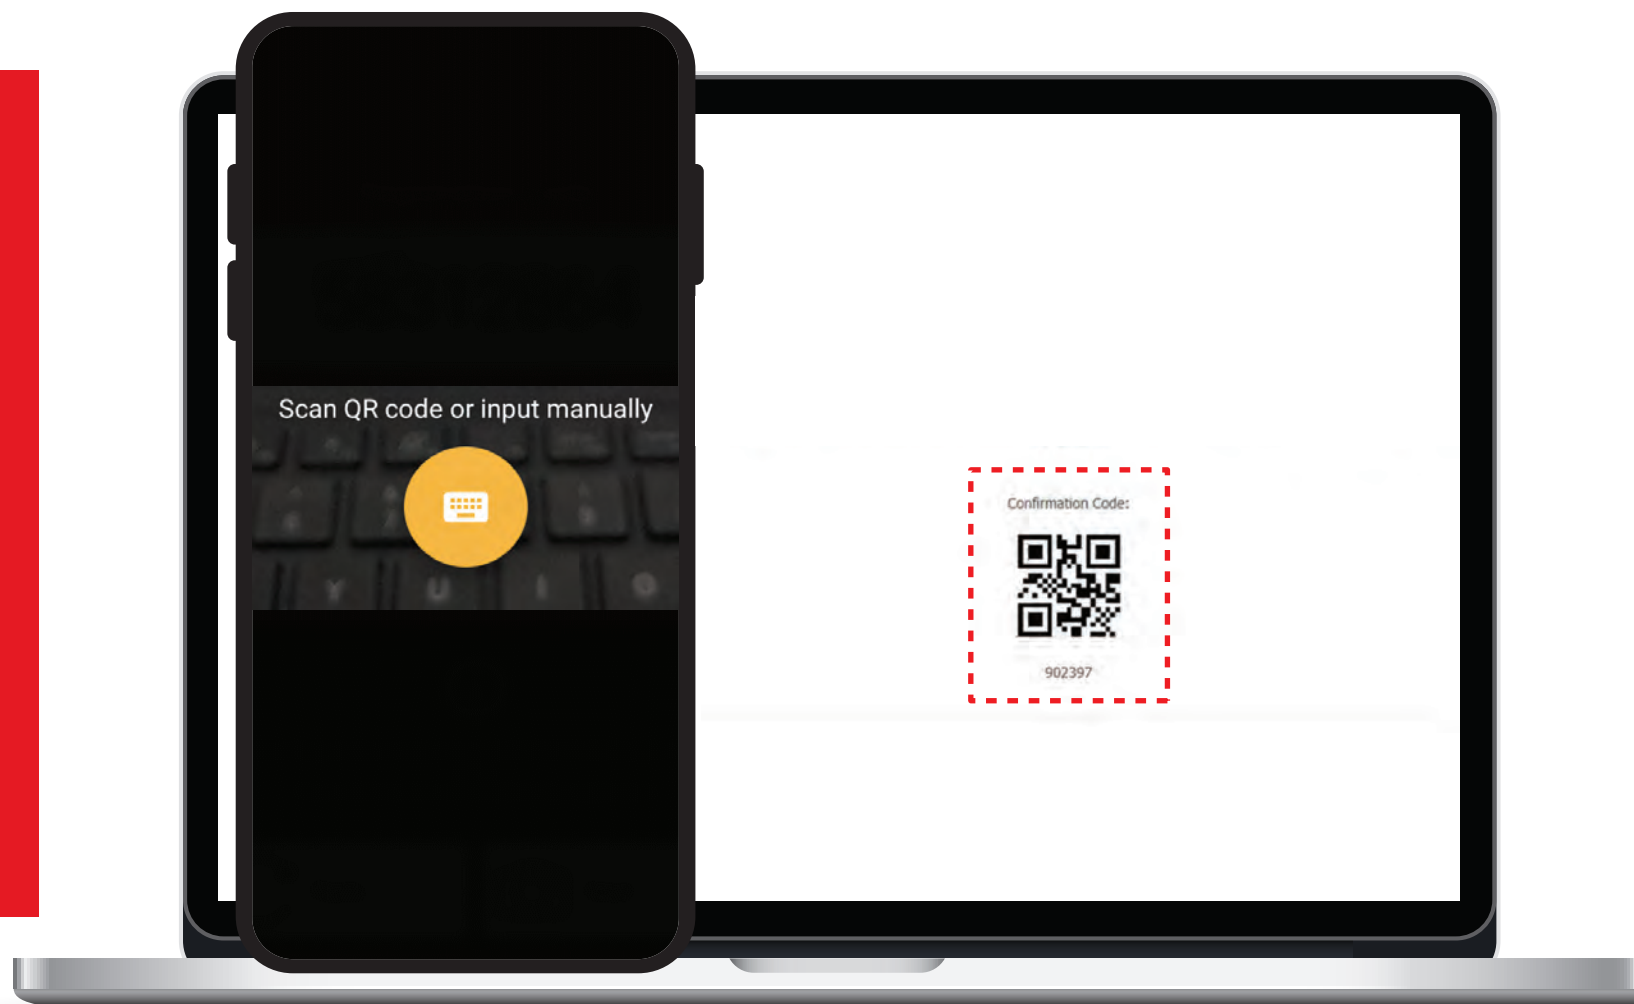 Scan QR code or input manually
Y U I O
Confirmation Code:
902397